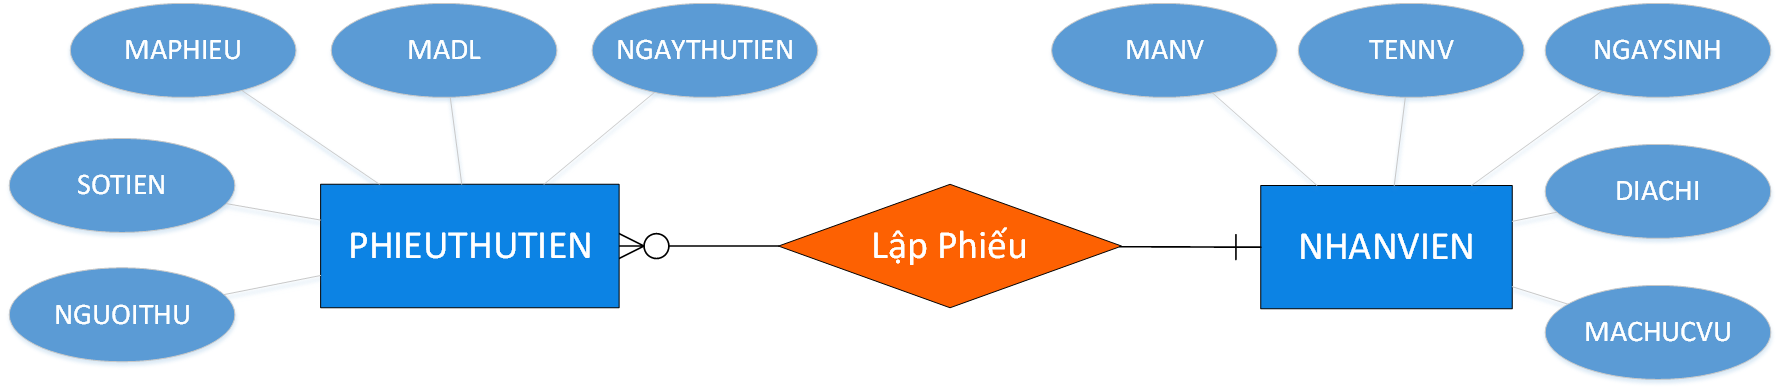 MAPHIEU
MADL
NGAYTHUTIEN
MANV
TENNV
NGAYSINH
SOTIEN
DIACHI
PHIEUTHUTIEN
Lập Phiếu
NHANVIEN
NGUOITHU
MACHUCVU